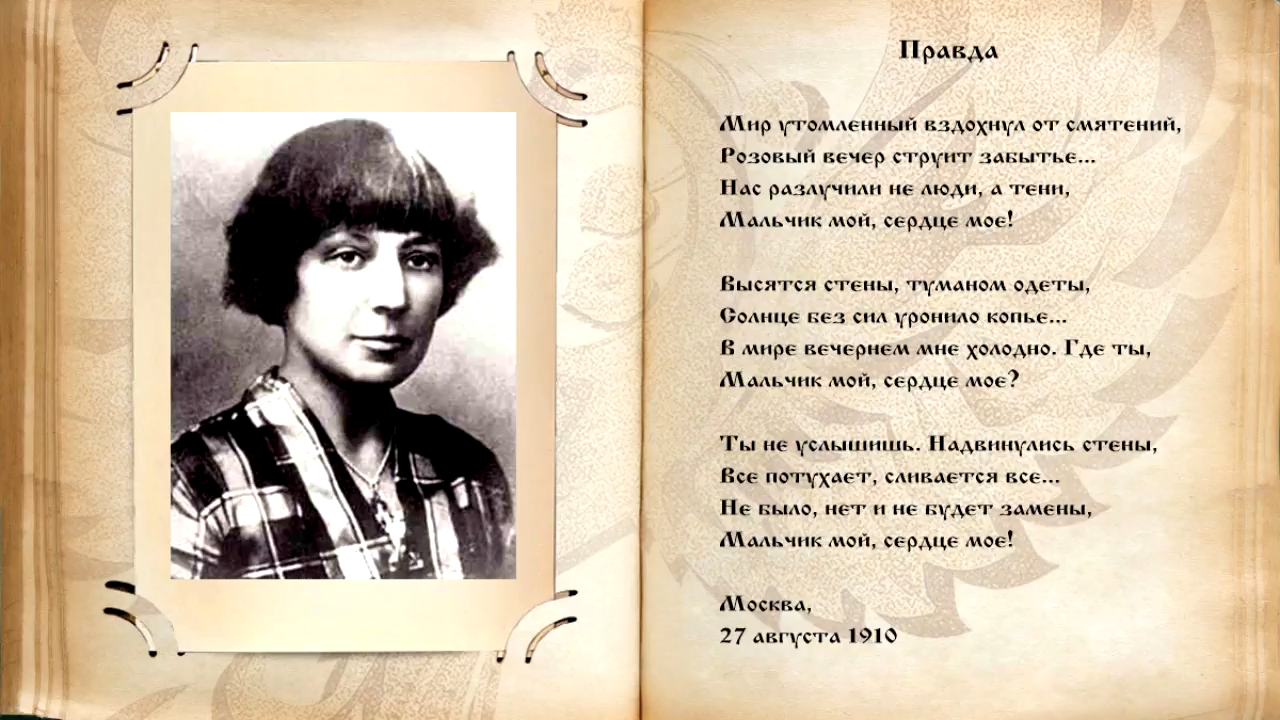 Правда
Мир утомленный вздохнул от смятений,
Розовый вечер струит забытье...
Нас разлучили не люди, а тени,
Мальчик мой, сердце мое!
Высятся стены, туманом одеты,
Солнце без сил уронило копье...
В мире вечернем мне холодно. Где ты,
Мальчик мой, сердце мое?
Ты не услышишь. Надвинулись стены,
Все потухает, сливается все...
Не было, нет и не будет замены,
Мальчик мой, сердце мое!
Москва,
27 августа 1910